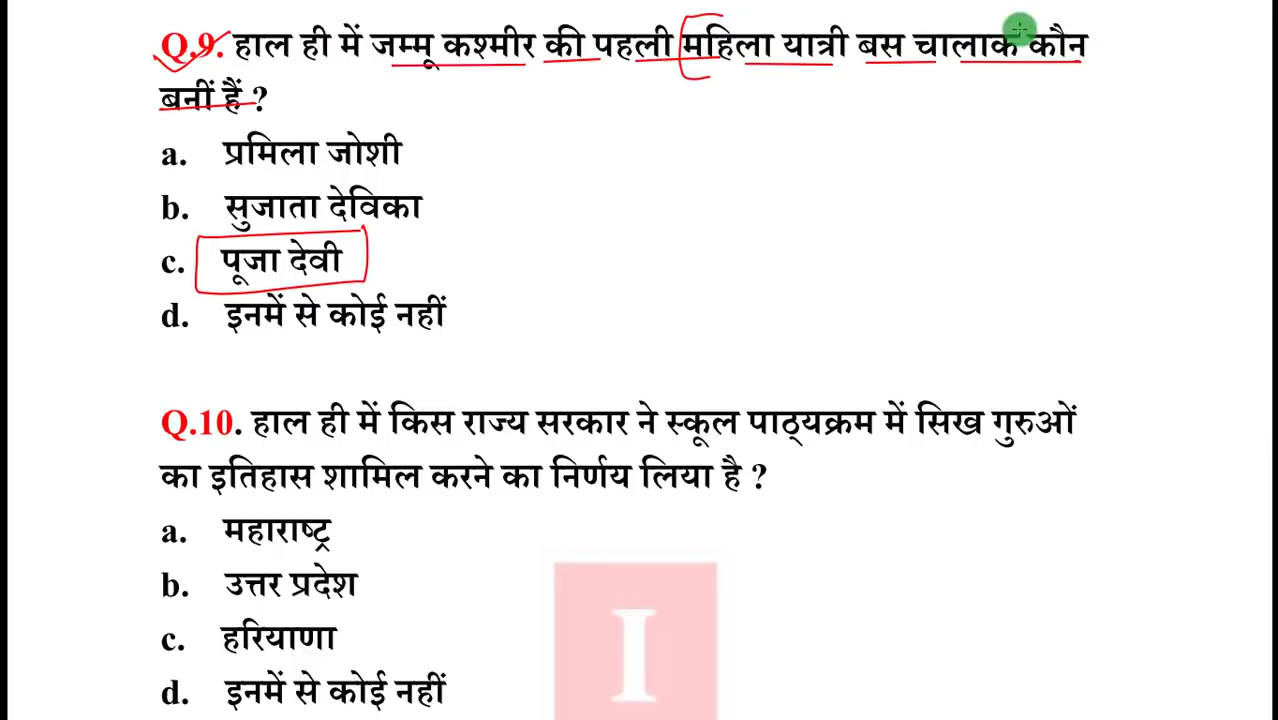 Q.9. हाल ही में जम्मू कश्मीर की पहली महिला यात्री बस चालाक कौन
बनीं हैं ?
a. प्रमिला जोशी
b. सुजाता देविका
c. पूजा देवी
d. इनमें से कोई नहीं
Q.10. हाल ही में किस राज्य सरकार ने स्कूल पाठ्यक्रम में सिख गुरुओं
का इतिहास शामिल करने का निर्णय लिया है ?
a. महाराष्ट्र
b. उत्तर प्रदेश
c. हरियाणा
d. इनमें से कोई नहीं
I